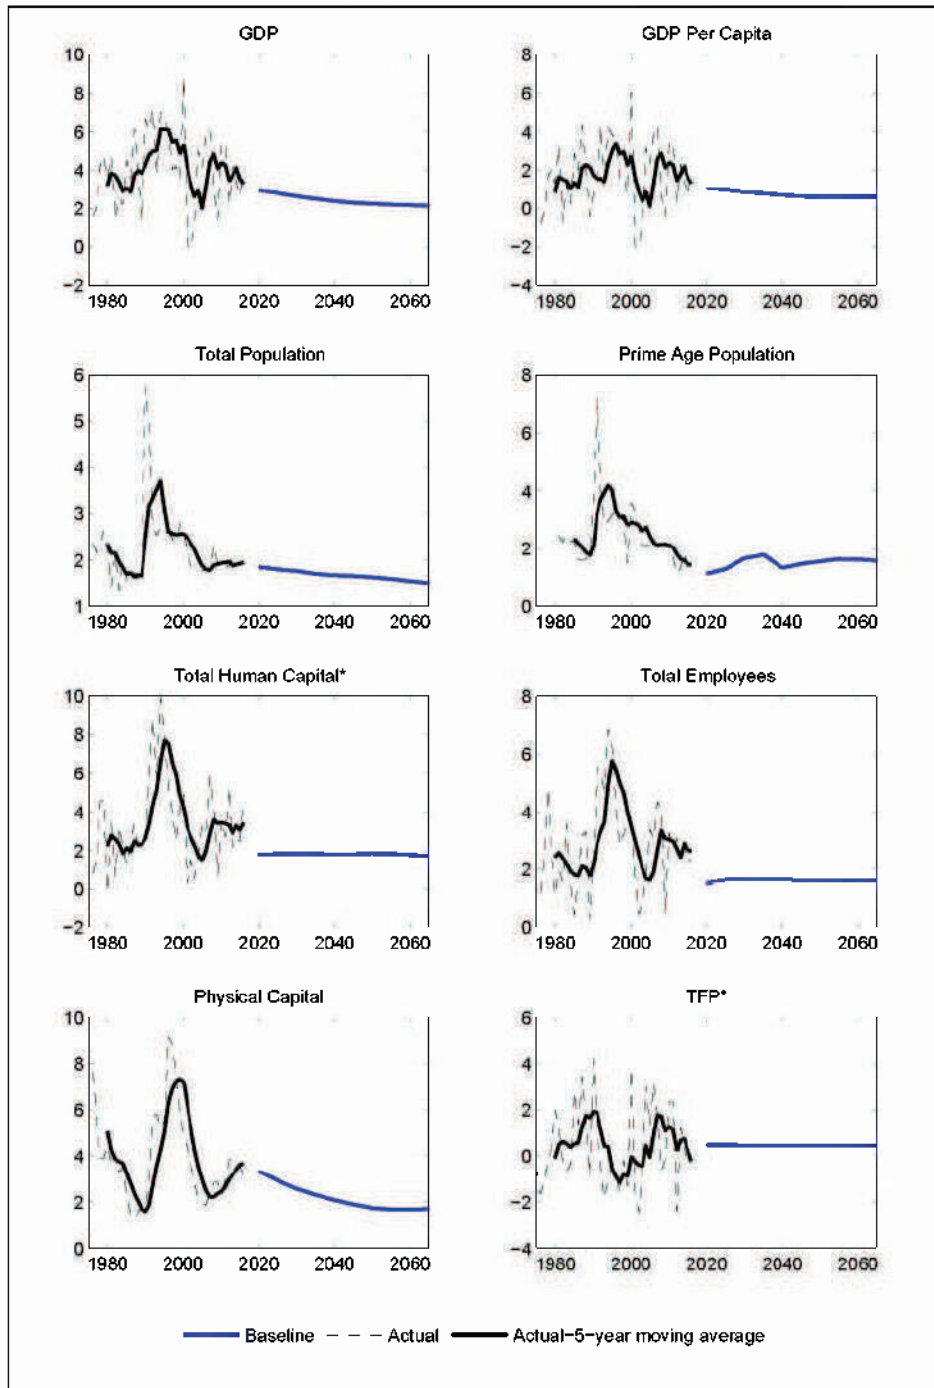 GDP
GDP Per Capita
10
8
6
4
2
0
−2
1980 2000 2020 2040 2060
8
6
4
2
0
−2
−4
1980 2000 2020 2040 2060
Total Population
Prime Age Population
6
5
4
3
2
1
1980 2000 2020 2040 2060
8
6
4
2
0
1980 2000 2020 2040 2060
Total Human Capital*
Total Employees
10
8
6
4
2
0
−2
1980 2000 2020 2040 2060
8
6
4
2
0
1980 2000 2020 2040 2060
Physical Capital
TFP*
10
8
6
4
2
0
1980 2000 2020 2040 2060
6
4
2
0
−2
−4
1980 2000 2020 2040 2060
Baseline Actual Actual−5−year moving average